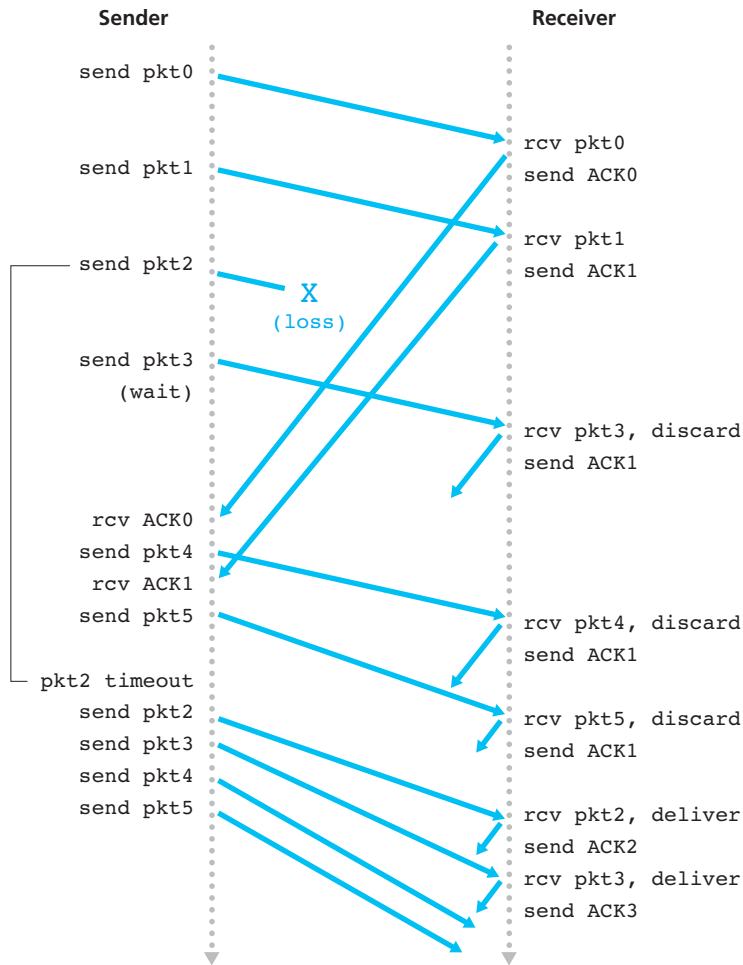 Sender
Receiver
send pkt0
rcv pkt0
send ACK0
send pkt1
rcv pkt1
send ACK1
send pkt2
X
(loss)
send pkt3
(wait)
rcv pkt3, discard
send ACK1
rcv ACK0
send pkt4
rcv ACK1
send pkt5
rcv pkt4, discard
send ACK1
pkt2 timeout
send pkt2
send pkt3
send pkt4
send pkt5
rcv pkt5, discard
send ACK1
rcv pkt2, deliver
send ACK2
rcv pkt3, deliver
send ACK3